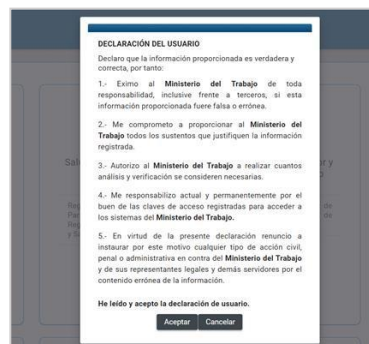 DECLARACIÓN DEL USUARIO
Declaro que la información proporcionada es verdadera y
correcta, por tanto:
1.- Eximo al Ministerio del Trabajo de toda
responsabilidad, inclusive frente a terceros, si esta
información proporcionada fuere falsa o errónea.
2.- Me comprometo a proporcionar al Ministerio del
Trabajo todos los sustentos que justifiquen la información
registrada.
3.- Autorizo al Ministerio del Trabajo a realizar cuantos
análisis y verificación se consideren necesarias.
4.- Me responsabilizo actual y permanentemente por el
buen de las claves de acceso registradas para acceder a
los sistemas del Ministerio del Trabajo.
5.- En virtud de la presente declaración renuncio a
instaurar por este motivo cualquier tipo de acción civil,
penal o administrativa en contra del Ministerio del Trabajo
y de sus representantes legales y demás servidores por el
contenido errónea de la información.
He leído y acepto la declaración de usuario.
Aceptar Cancelar